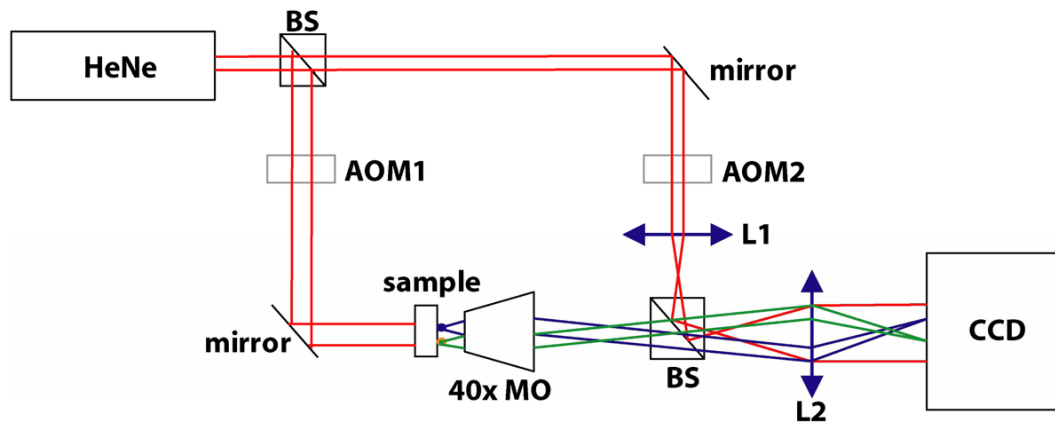 BS
HeNe
mirror
AOM1
AOM2
L1
sample
mirror
40x MO
BS
L2
CCD